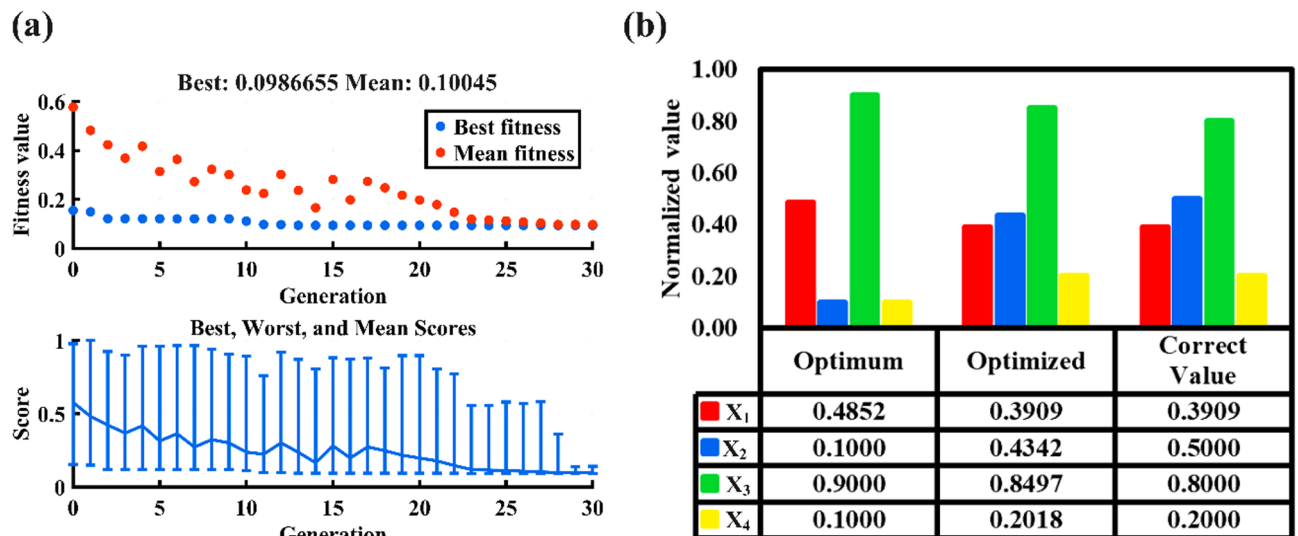 (a)
Best: 0.0986655 Mean: 0.10045
Fitness value
0.6
0.4
0.2
0
Best fitness
Mean fitness
0 5 10 15 20 25 30
Generation
Best, Worst, and Mean Scores
Score
1
0.5
0
0 5 10 15 20 25 30
Generation
(b)
Normalized value
1.00
0.80
0.60
0.40
0.20
0.00
Optimum Optimized Correct Value
X₁ 0.4852 0.3909 0.3909
X₂ 0.1000 0.4342 0.5000
X₃ 0.9000 0.8497 0.8000
X₄ 0.1000 0.2018 0.2000